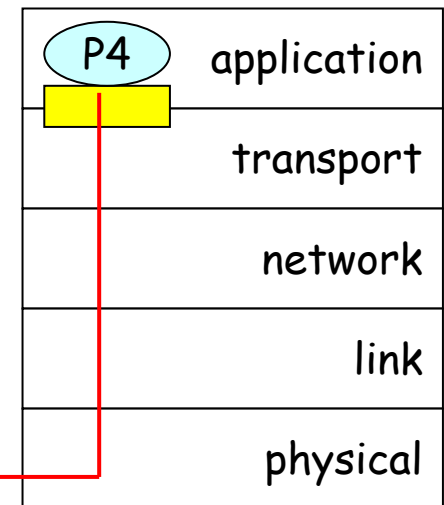 P4 application
transport
network
link
physical